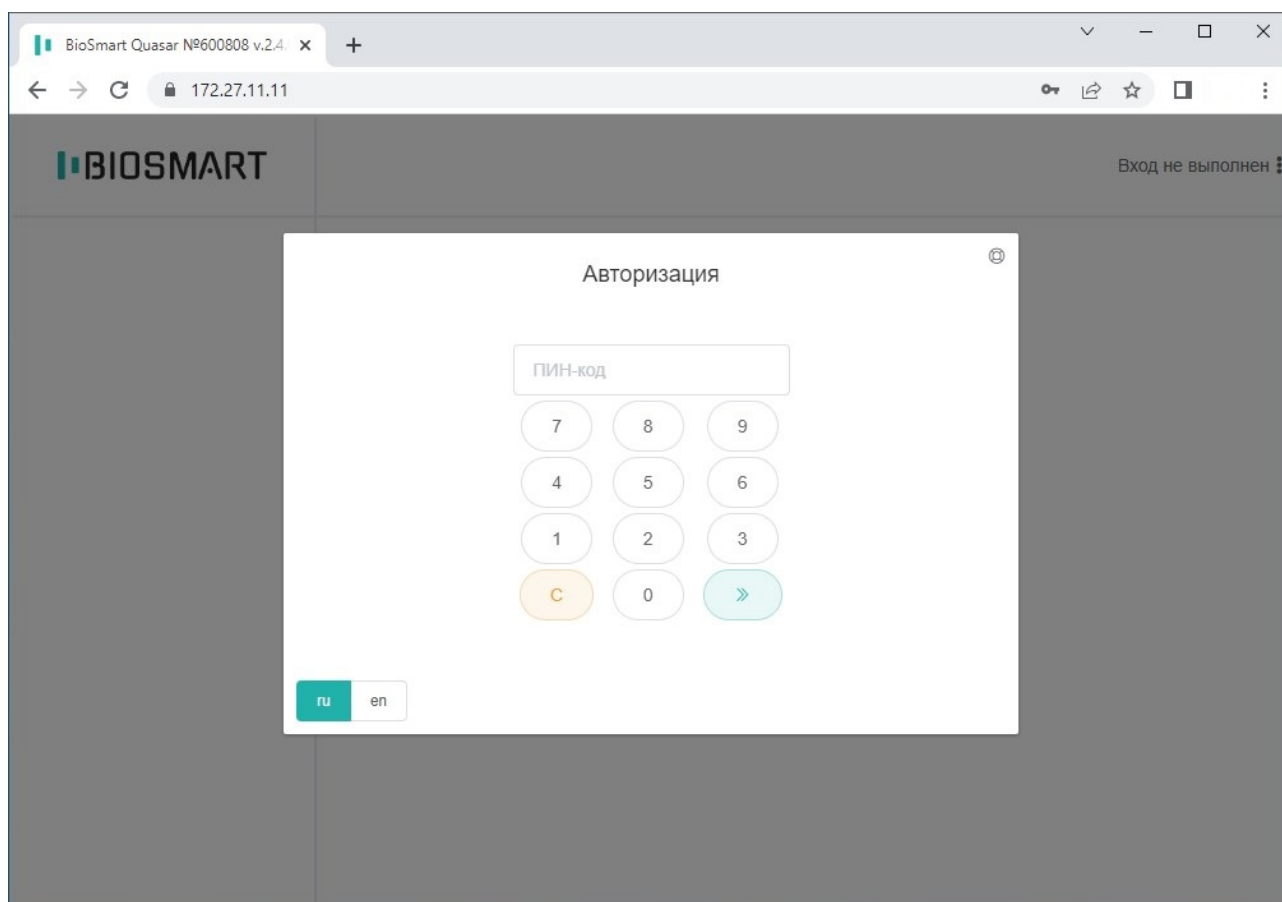 BioSmart Quasar №600808 v.2.4.
172.27.11.11
BIOSMART
Вход не выполнен
Авторизация
ПИН-код
7 8 9
4 5 6
1 2 3
C 0
ru en